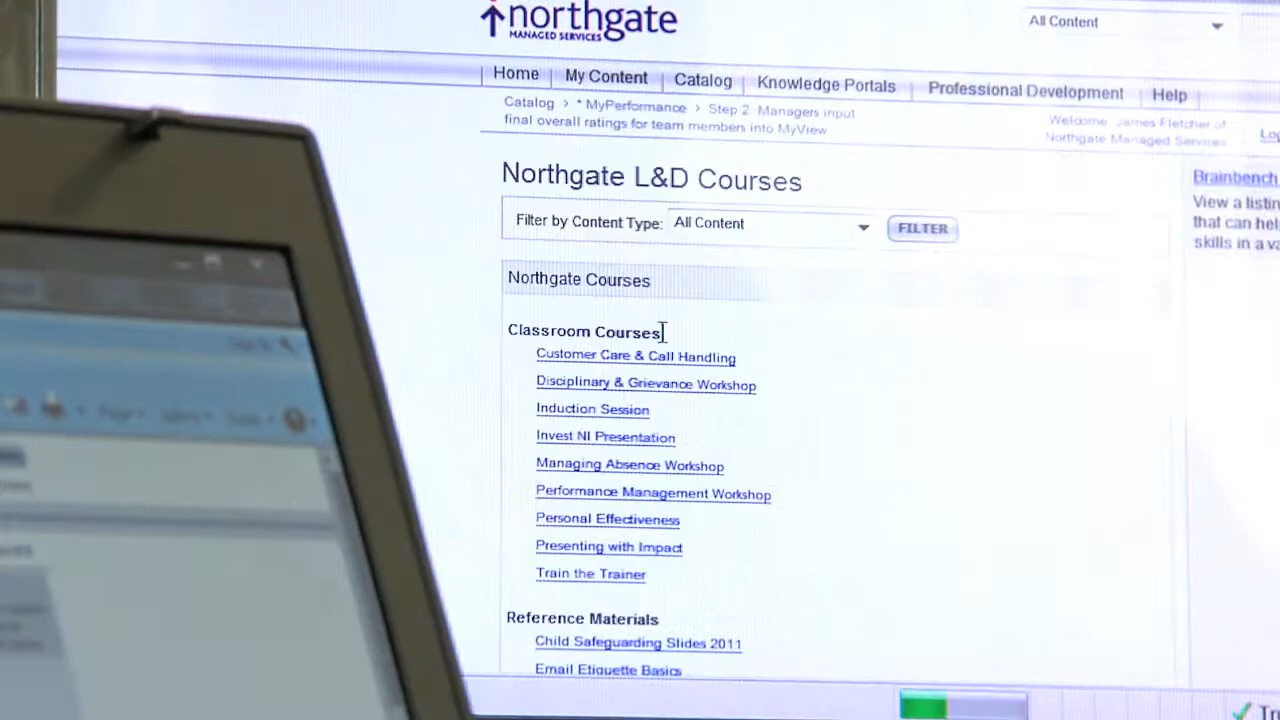 northgate
MANAGED SERVICES
All Content
Home
My Content
Catalog
Knowledge Portals
Professional Development
Help
Catalog > * MyPerformance > Step 2. Managers input
final overall ratings for team members into MyView
Welcome, James Fletcher of
Northgate Managed Services
Northgate L&D Courses
Brainbench
View a listin
that can hel
skills in a va
Filter by Content Type: All Content
FILTER
Northgate Courses
Classroom Courses
Customer Care & Call Handling
Disciplinary & Grievance Workshop
Induction Session
Invest NI Presentation
Managing Absence Workshop
Performance Management Workshop
Personal Effectiveness
Presenting with Impact
Train the Trainer
Reference Materials
Child Safeguarding Slides 2011
Email Etiquette Basics